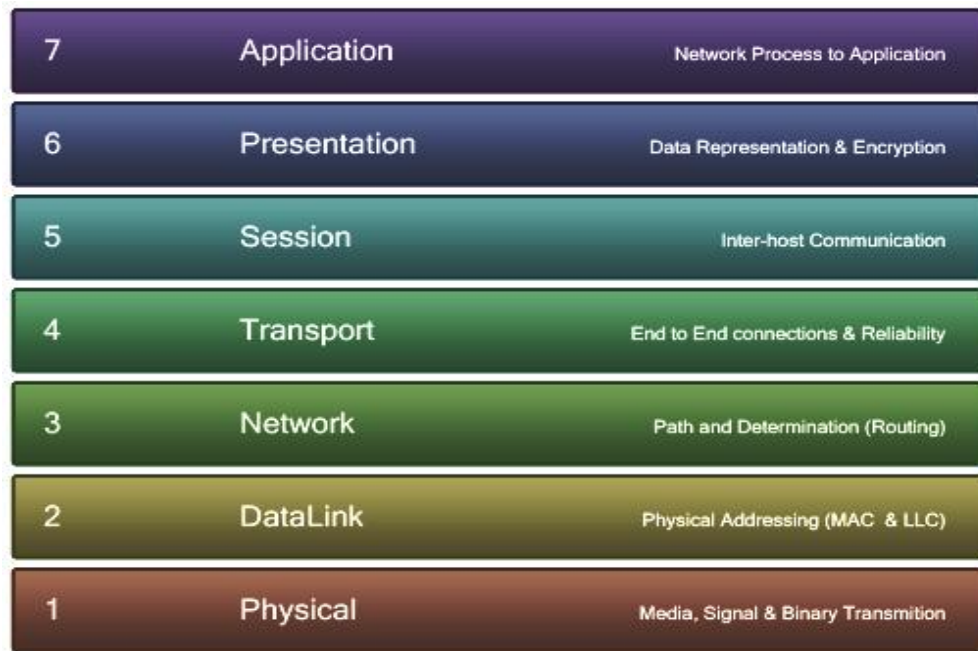 7 Application Network Process to Application
6 Presentation Data Representation & Encryption
5 Session Inter-host Communication
4 Transport End to End connections & Reliability
3 Network Path and Determination (Routing)
2 DataLink Physical Addressing (MAC & LLC)
1 Physical Media, Signal & Binary Transmition